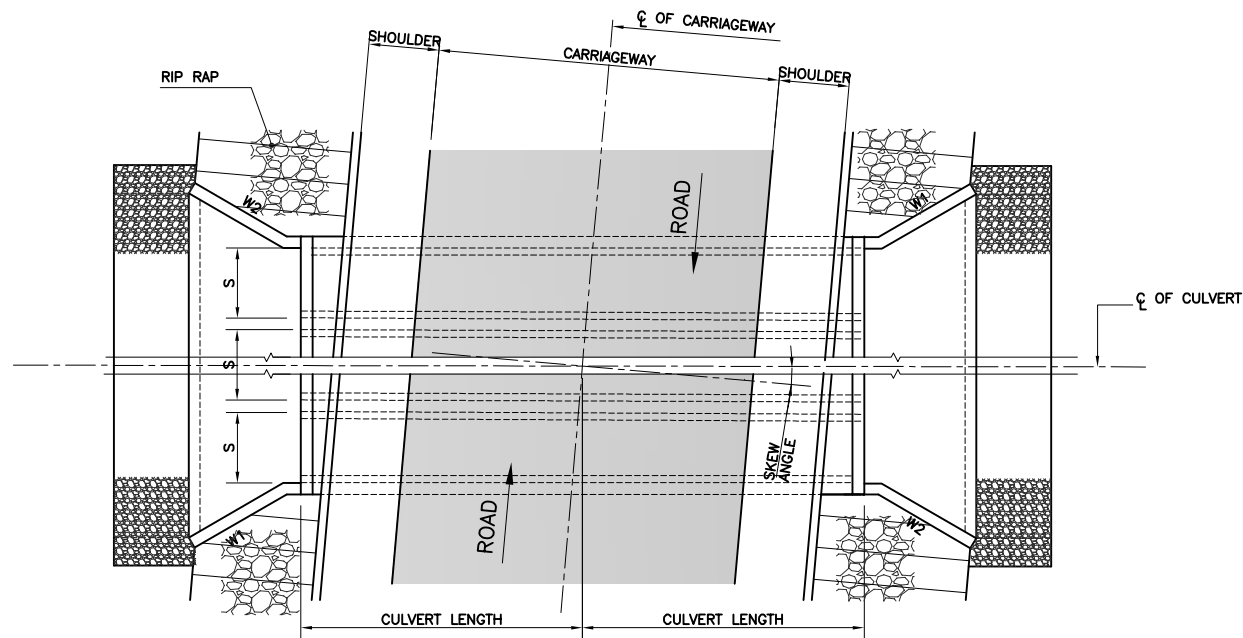 ℄ OF CARRIAGEWAY
SHOULDER
CARRIAGEWAY
SHOULDER
RIP RAP
W2
ROAD
W1
S
℄ OF CULVERT
S
S
SKEW
ANGLE
ROAD
W1
W2
CULVERT LENGTH
CULVERT LENGTH